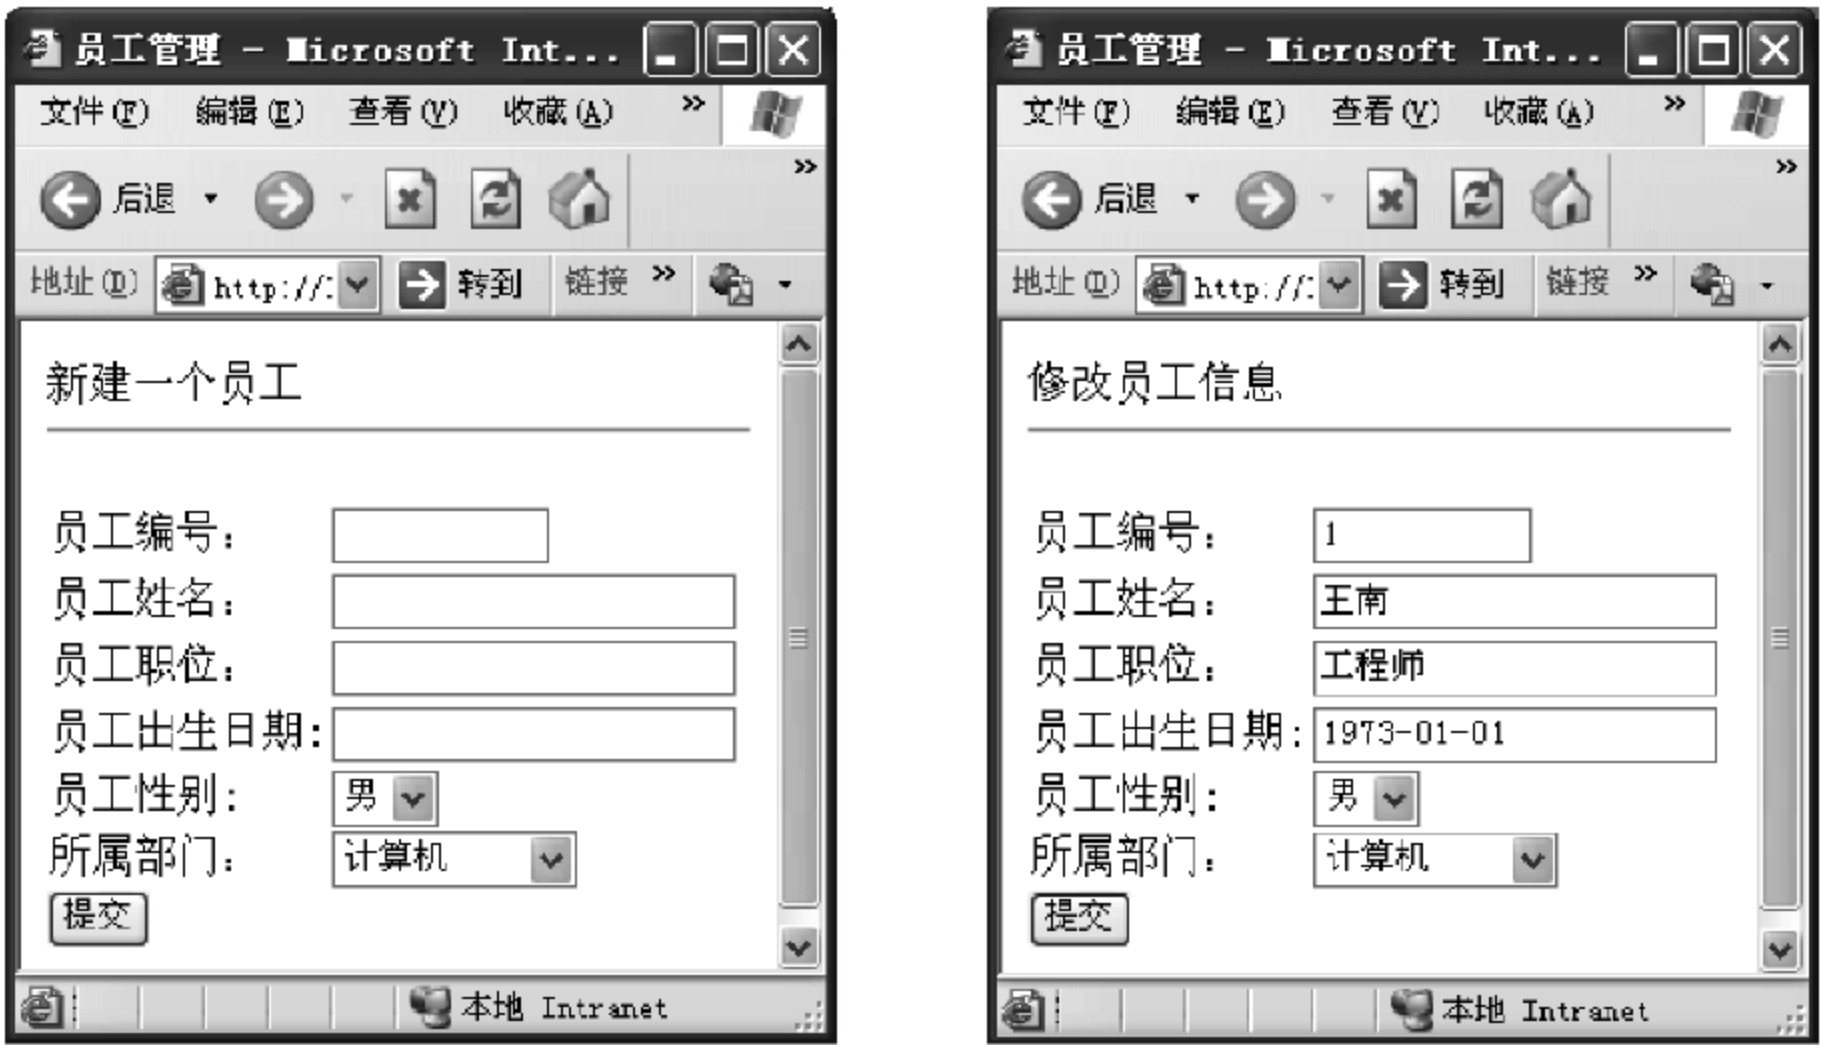 员工管理 - Microsoft Int...
文件(F) 编辑(E) 查看(V) 收藏(A) »
后退 »
地址(D) http://: 转到 链接 »
新建一个员工
员工编号:
员工姓名:
员工职位:
员工出生日期:
员工性别: 男
所属部门: 计算机
提交
本地 Intranet
员工管理 - Microsoft Int...
文件(F) 编辑(E) 查看(V) 收藏(A) »
后退 »
地址(D) http://: 转到 链接 »
修改员工信息
员工编号: 1
员工姓名: 王南
员工职位: 工程师
员工出生日期: 1973-01-01
员工性别: 男
所属部门: 计算机
提交
本地 Intranet